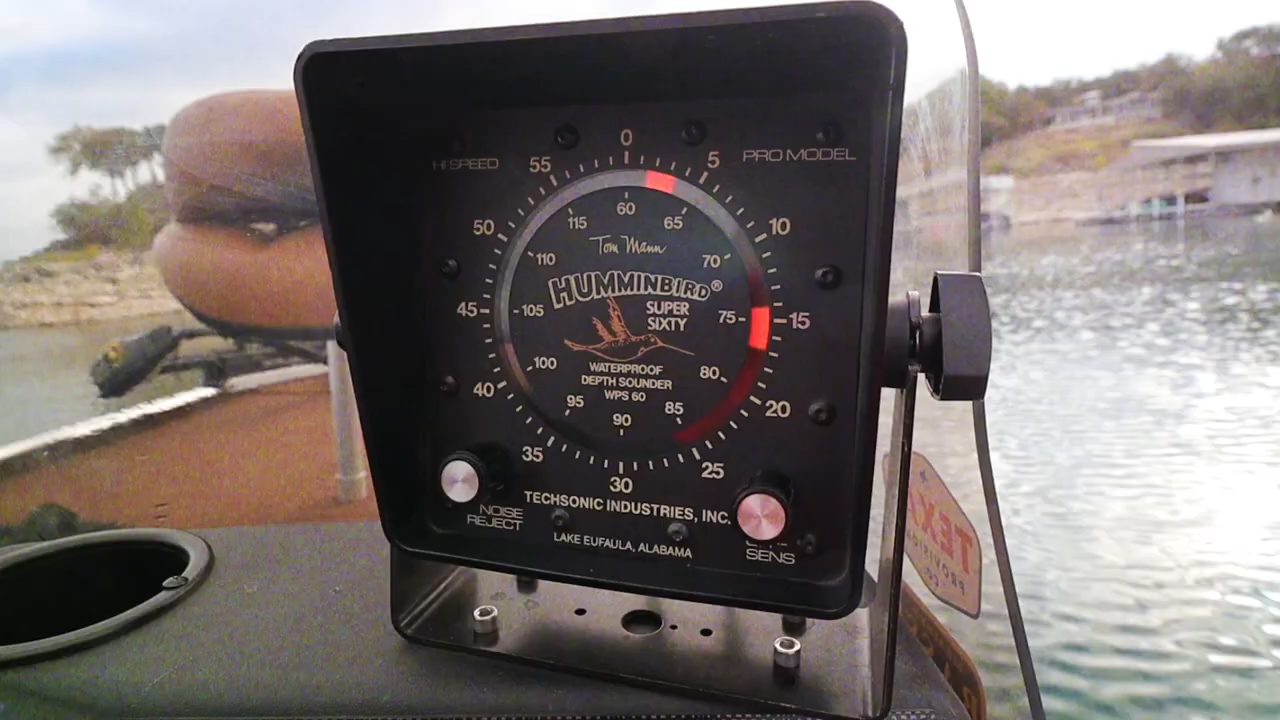 HI SPEED
PRO MODEL
0
5
10
15
20
25
30
35
40
45
50
55
60
65
70
75
80
85
90
95
100
105
110
115
Tom Mann
HUMMINBIRD®
SUPER
SIXTY
WATERPROOF
DEPTH SOUNDER
WPS 60
TECHSONIC INDUSTRIES, INC.
LAKE EUFAULA, ALABAMA
NOISE
REJECT
SENS
TEX
PROVISION
CO